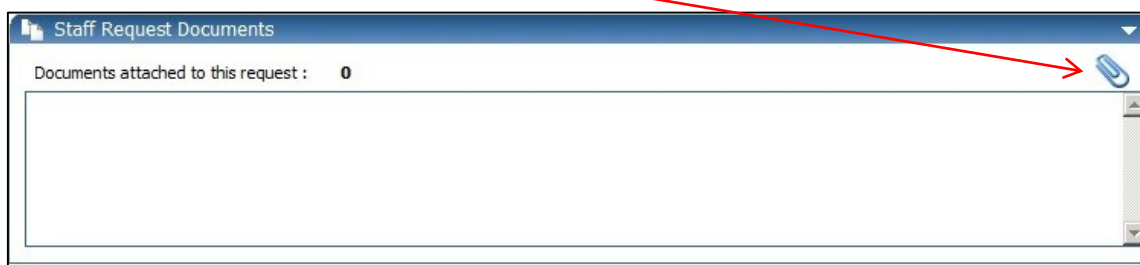 Staff Request Documents
Documents attached to this request : 0